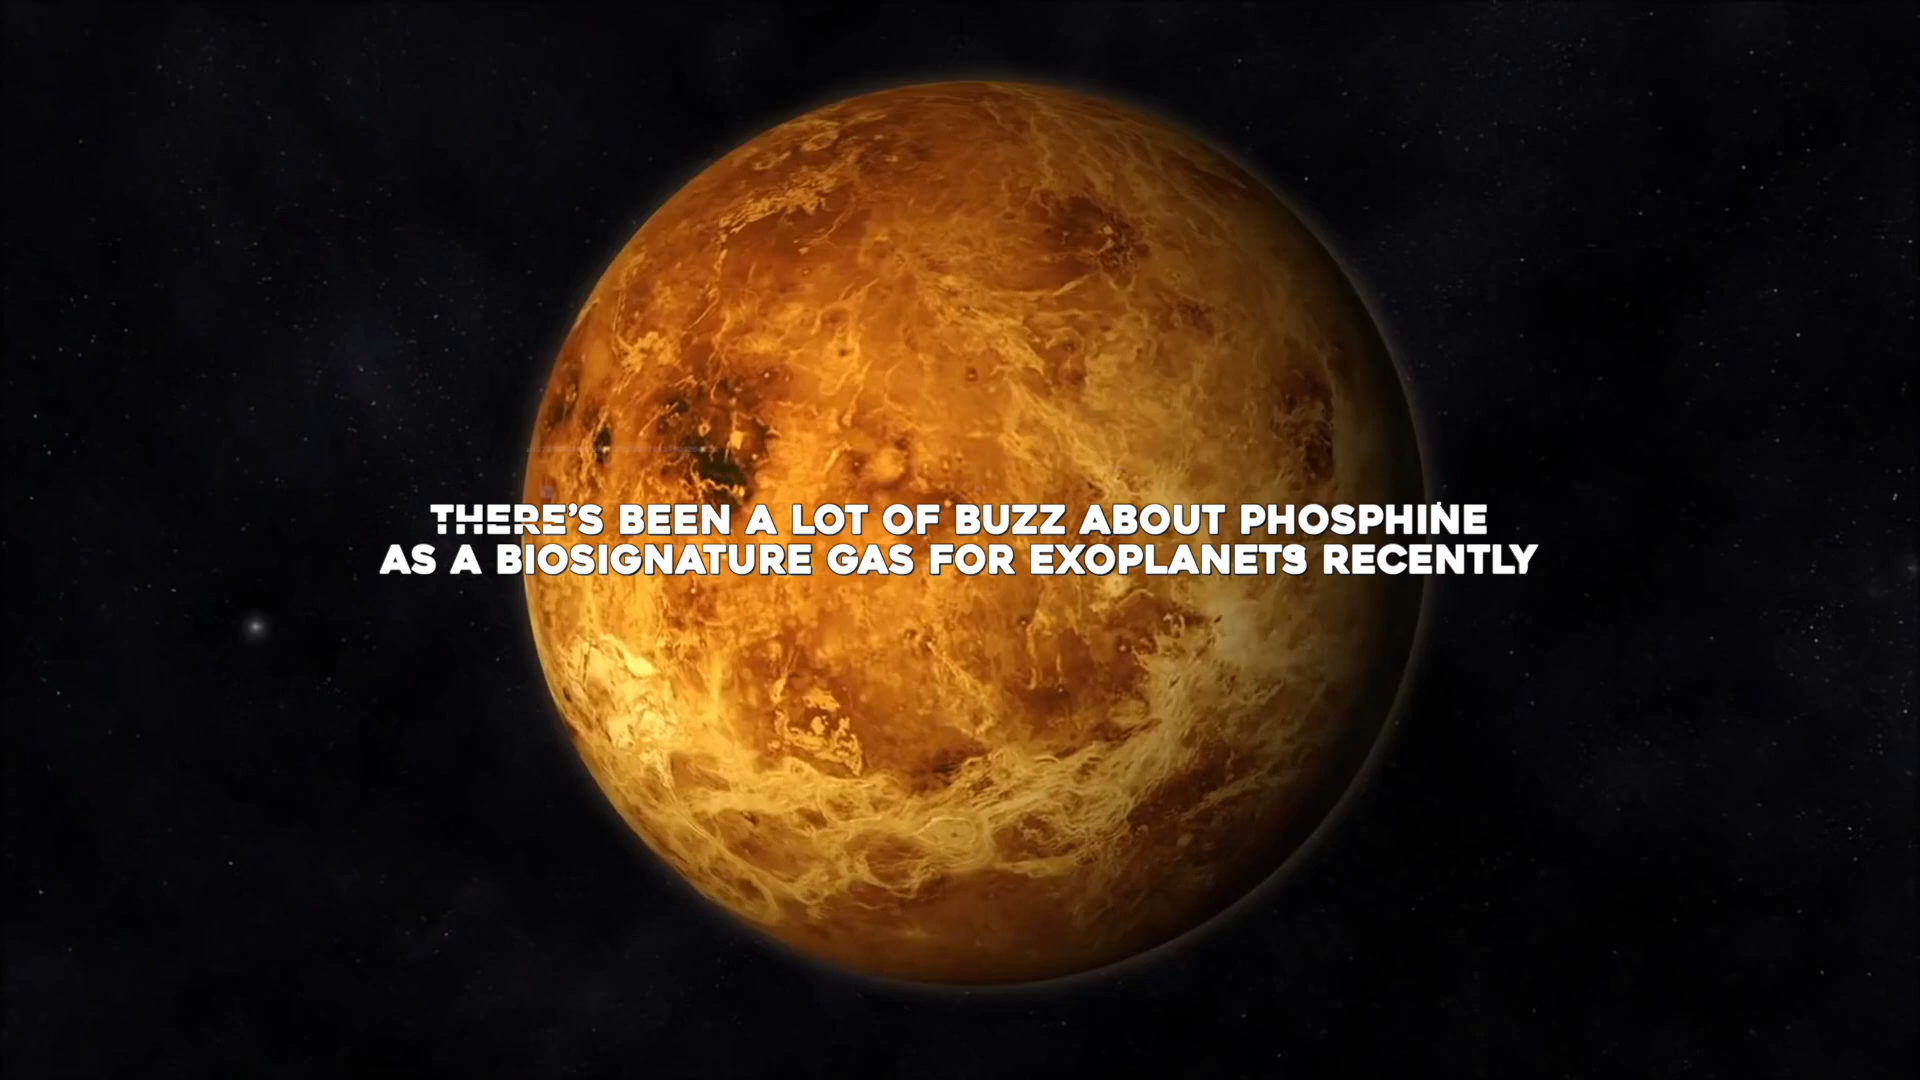 THERE'S BEEN A LOT OF BUZZ ABOUT PHOSPHINE
AS A BIOSIGNATURE GAS FOR EXOPLANETS RECENTLY